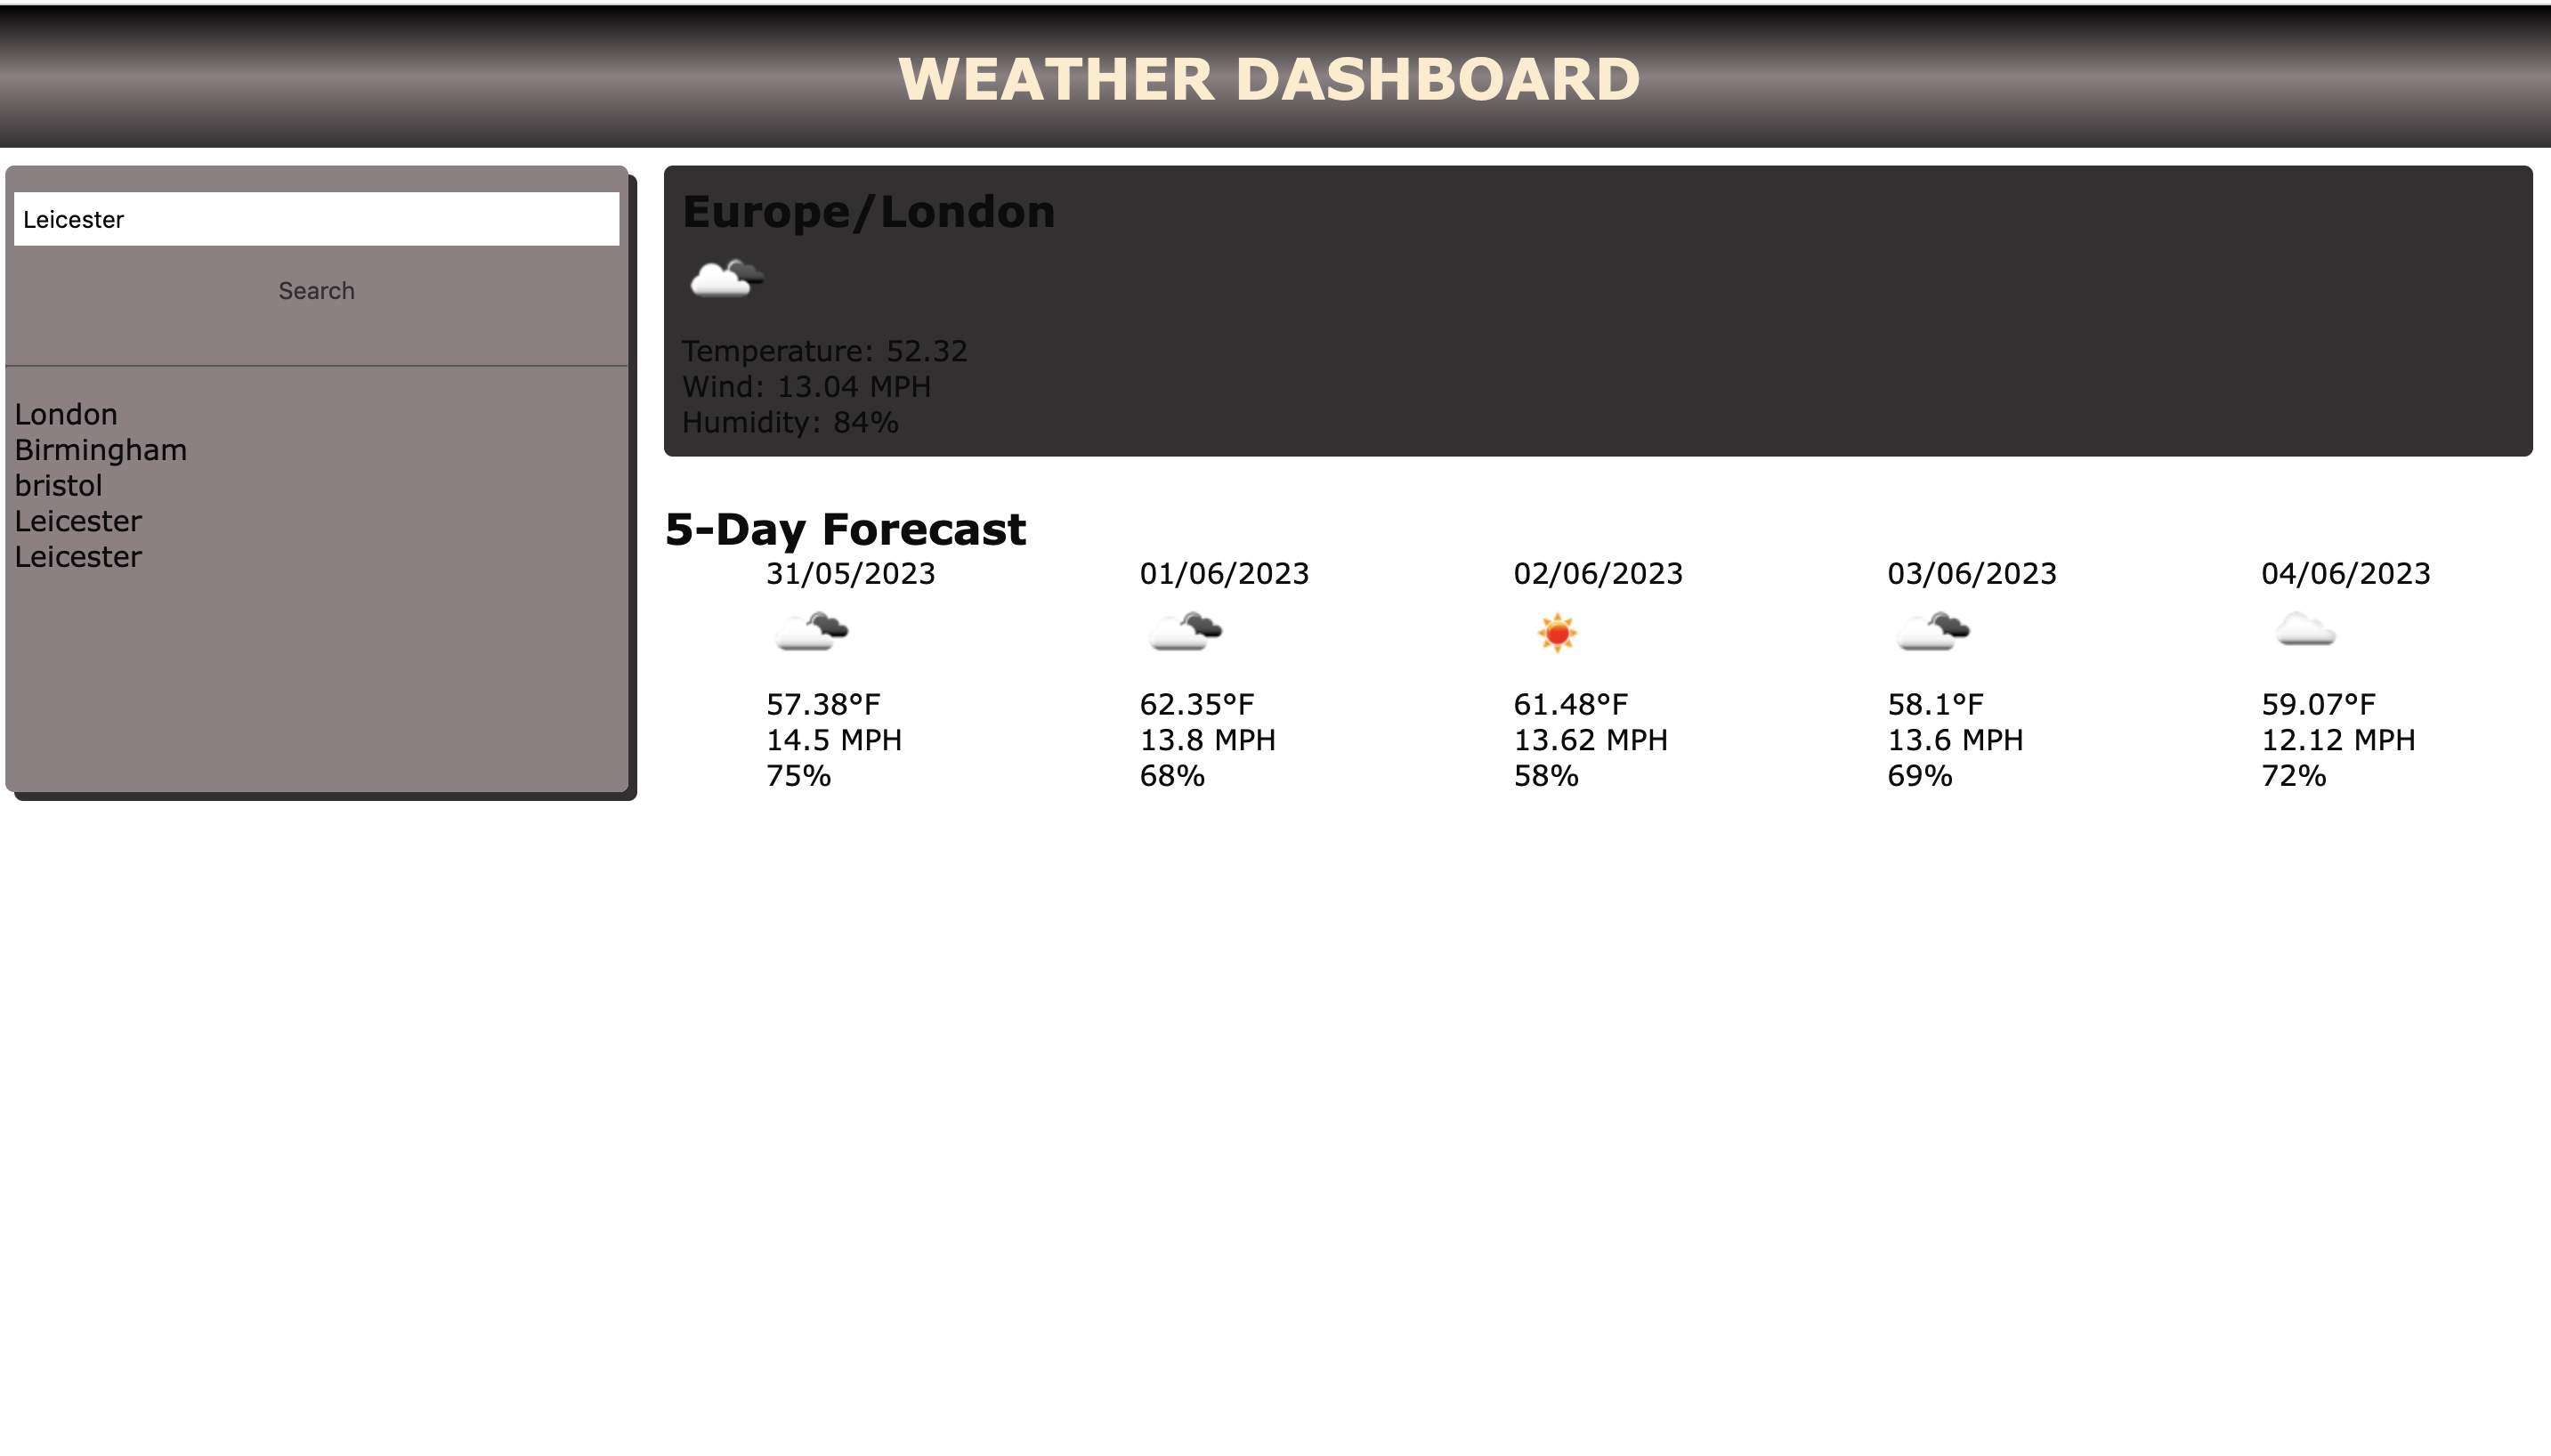 WEATHER DASHBOARD
Leicester
Search
London
Birmingham
bristol
Leicester
Leicester
Europe/London
Temperature: 52.32
Wind: 13.04 MPH
Humidity: 84%
5-Day Forecast
31/05/2023 01/06/2023 02/06/2023 03/06/2023 04/06/2023
57.38°F 62.35°F 61.48°F 58.1°F 59.07°F
14.5 MPH 13.8 MPH 13.62 MPH 13.6 MPH 12.12 MPH
75% 68% 58% 69% 72%